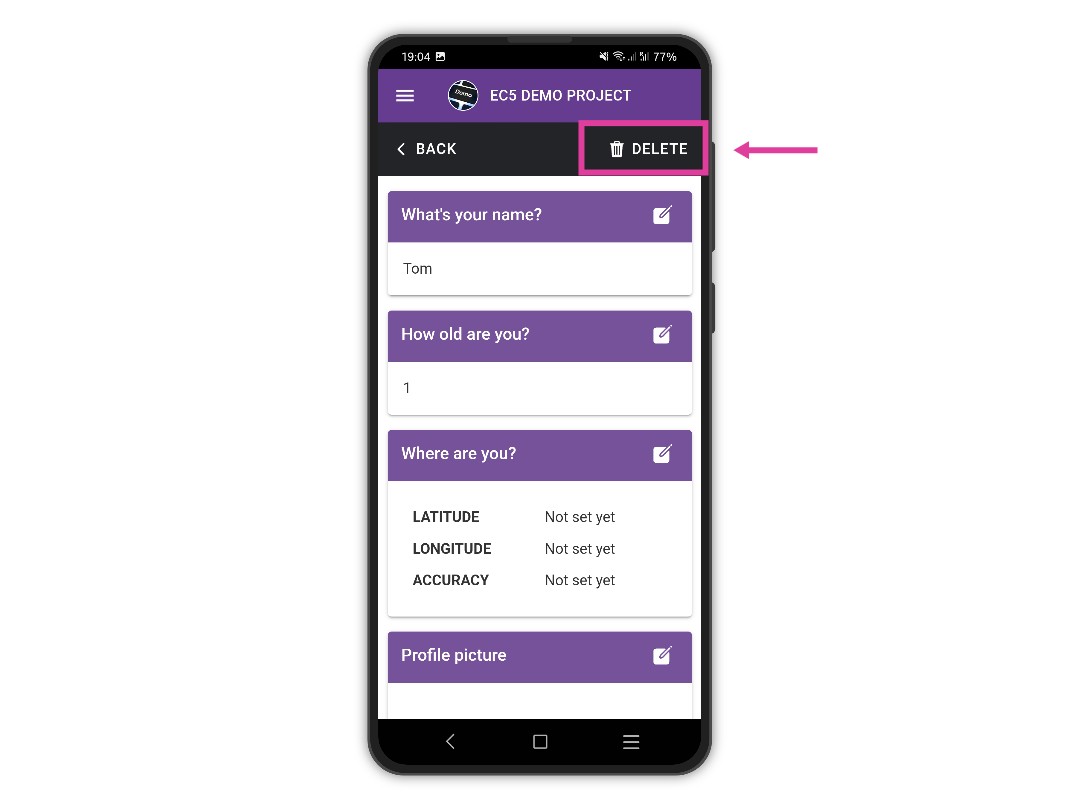 19:04 77%
Demo EC5 DEMO PROJECT
BACK DELETE
What's your name?
Tom
How old are you?
1
Where are you?
LATITUDE Not set yet
LONGITUDE Not set yet
ACCURACY Not set yet
Profile picture